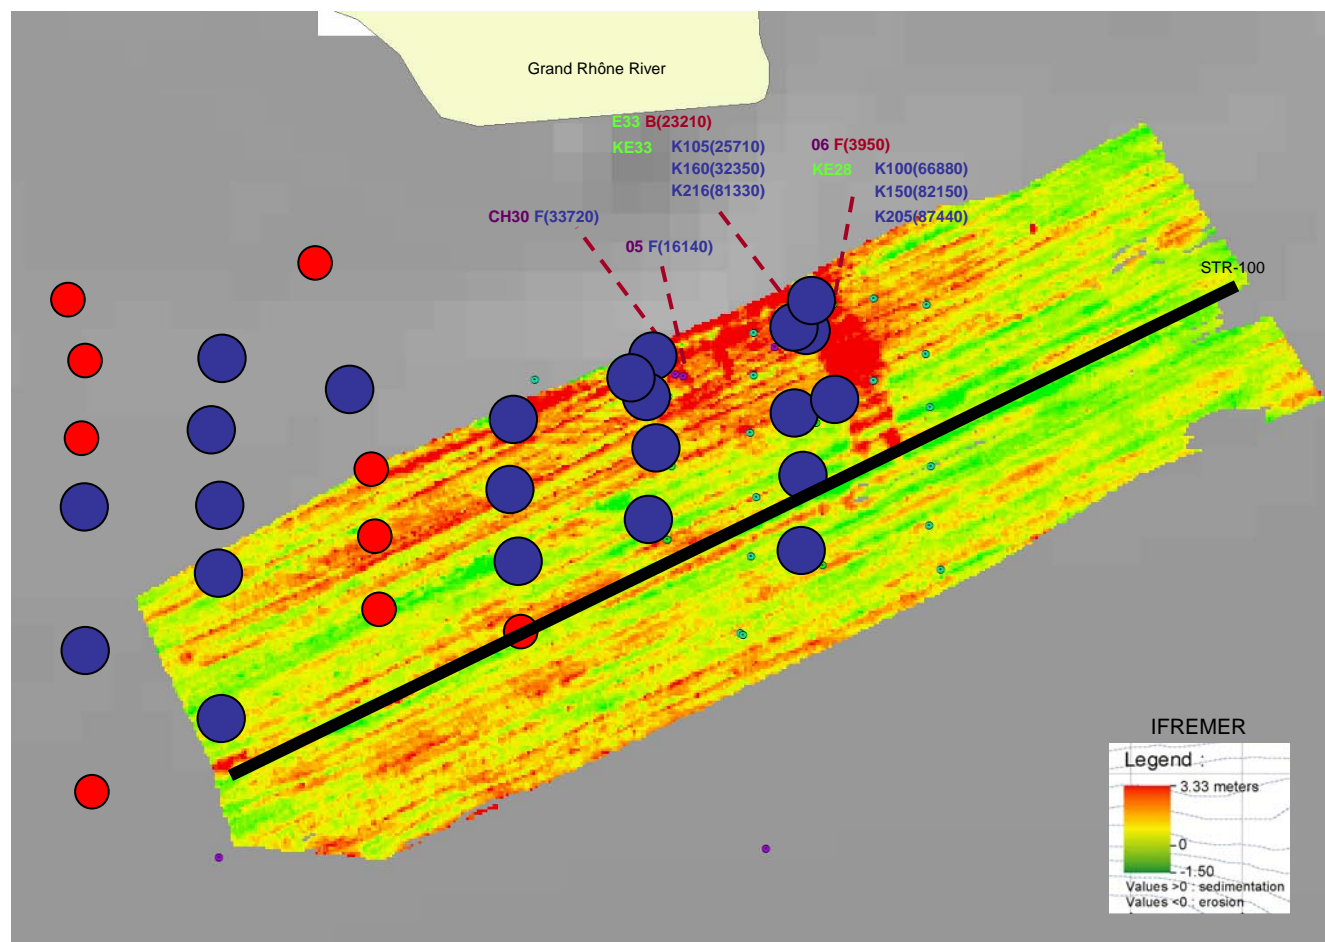 Grand Rhône River
E33 B(23210)
KE33 K105(25710)
K160(32350)
K216(81330)
06 F(3950)
KE28 K100(66880)
K150(82150)
K205(87440)
CH30 F(33720)
05 F(16140)
STR-100
IFREMER
Legend :
3.33 meters
0
-1.50
Values >0 : sedimentation
Values <0 : erosion